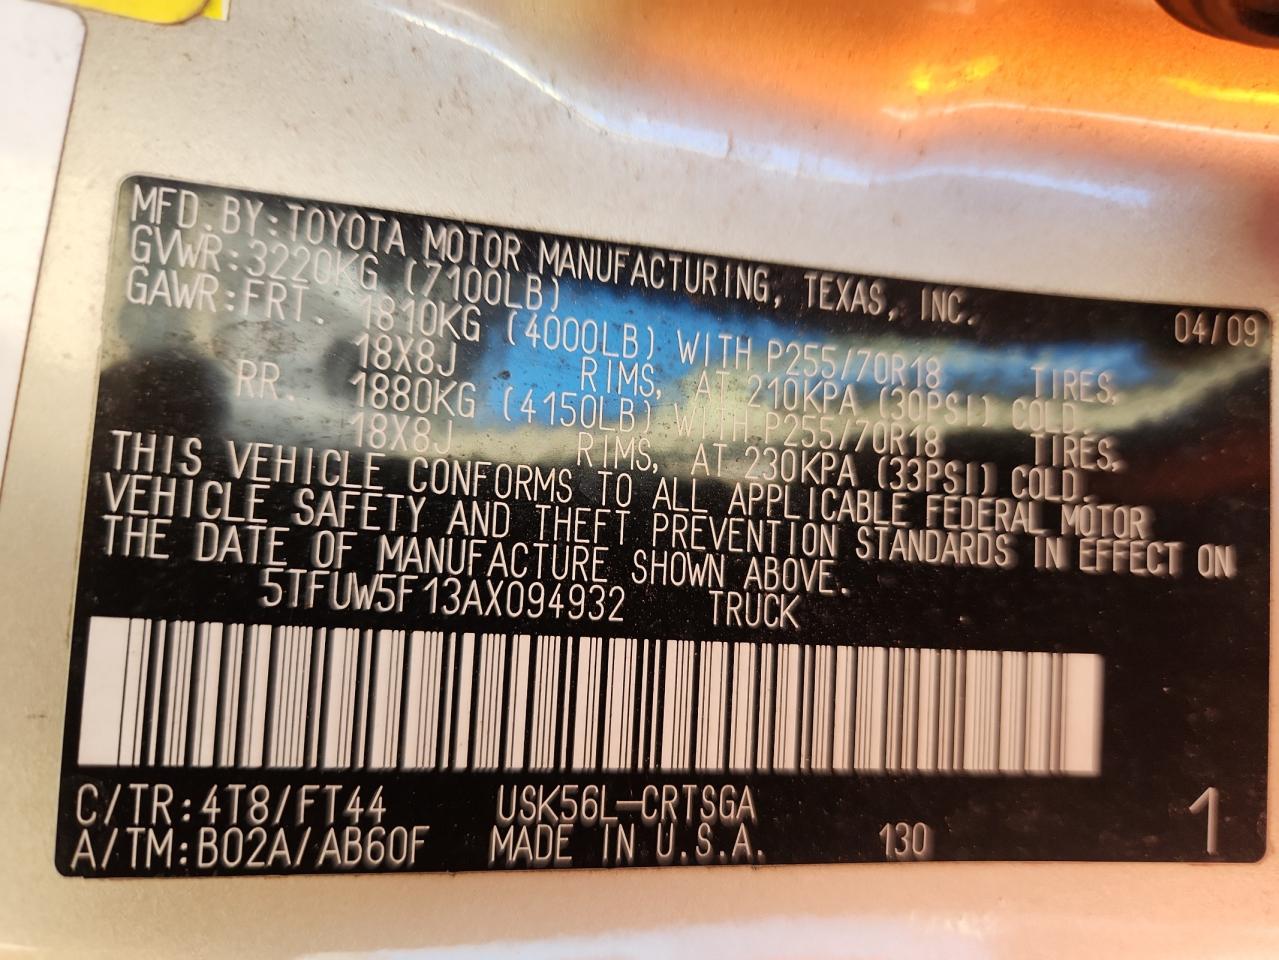 MFD. BY: TOYOTA MOTOR MANUFACTURING, TEXAS, INC.
GVWR: 3220KG (7100LB) 04/09
GAWR: FRT. 1810KG (4000LB) WITH P255/70R18 TIRES,
18X8J RIMS, AT 210KPA (30PSI) COLD.
RR. 1880KG (4150LB) WITH P255/70R18 TIRES,
18X8J RIMS, AT 230KPA (33PSI) COLD.
THIS VEHICLE CONFORMS TO ALL APPLICABLE FEDERAL MOTOR
VEHICLE SAFETY AND THEFT PREVENTION STANDARDS IN EFFECT ON
THE DATE OF MANUFACTURE SHOWN ABOVE.
5TFUW5F13AX094932 TRUCK
C/TR: 4T8/FT44 USK56L-CRTSGA
A/TM: B02A/AB60F MADE IN U.S.A. 130 1